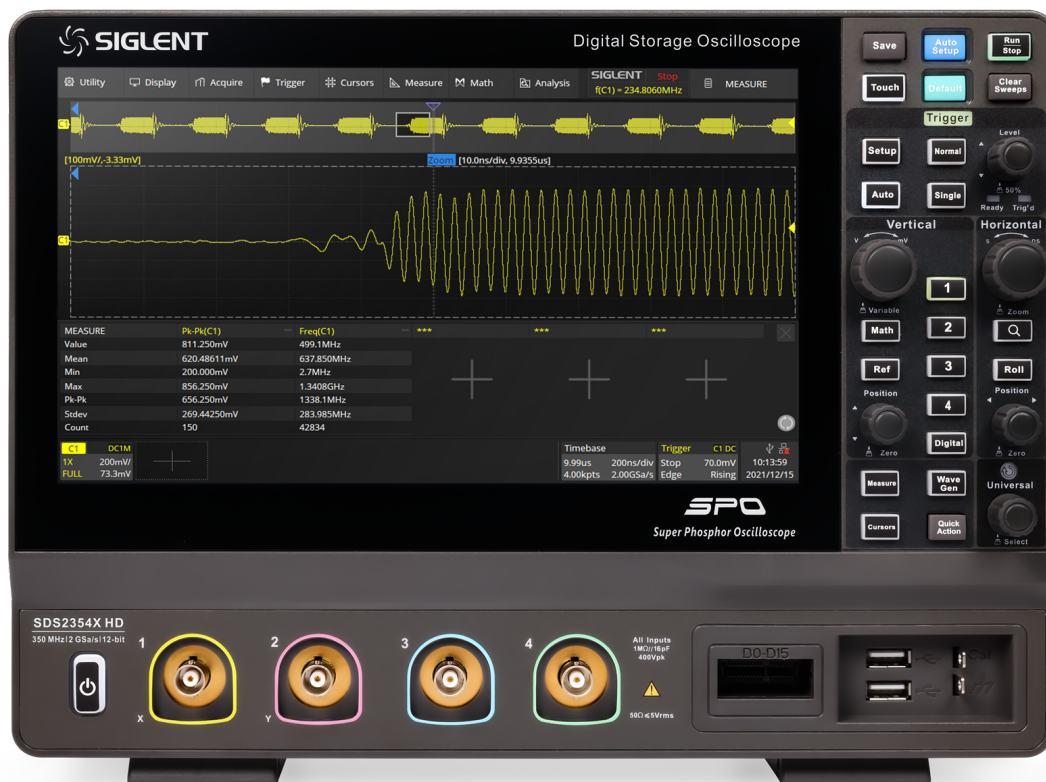 SIGLENT
Digital Storage Oscilloscope
Utility Display Acquire Trigger Cursors Measure Math Analysis
SIGLENT Stop
f(C1) = 234.8060MHz
MEASURE
C1
[100mV/,-3.33mV] Zoom [10.0ns/div, 9.9355us]
C1
MEASURE Pk-Pk(C1) Freq(C1) *** *** ***
Value 811.250mV 499.1MHz
Mean 620.48611mV 637.850MHz
Min 200.000mV 2.7MHz
Max 856.250mV 1.3408GHz
Pk-Pk 656.250mV 1338.1MHz
Stdev 269.44250mV 283.985MHz
Count 150 42834
C1 DC1M
1X 200mV/
FULL 73.3mV
Timebase
9.99us 200ns/div
4.00kpts 2.00GSa/s
Trigger C1 DC
Stop 70.0mV
Edge Rising
10:13:59
2021/12/15
SPO
Super Phosphor Oscilloscope
Save
Auto
Setup
Run
Stop
Touch
Default
Clear
Sweeps
Trigger
Setup
Normal
Level
Auto
Single
50%
Ready Trig'd
Vertical
Horizontal
V mV
s ns
Variable
Zoom
1
Math
2
Ref
3
Roll
Position
4
Position
Zero
Digital
Zero
Measure
Wave
Gen
Universal
Cursors
Quick
Action
Select
SDS2354X HD
350 MHz|2 GSa/s|12-bit
1
X
2
Y
3
4
All Inputs
1MΩ//16pF
400Vpk
50Ω≤5Vrms
D0-D15
Cal